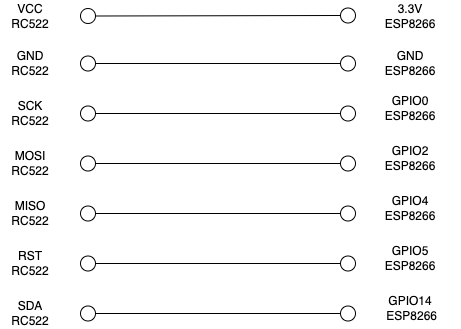 VCC
RC522
3.3V
ESP8266
GND
RC522
GND
ESP8266
SCK
RC522
GPIO0
ESP8266
MOSI
RC522
GPIO2
ESP8266
MISO
RC522
GPIO4
ESP8266
RST
RC522
GPIO5
ESP8266
SDA
RC522
GPIO14
ESP8266